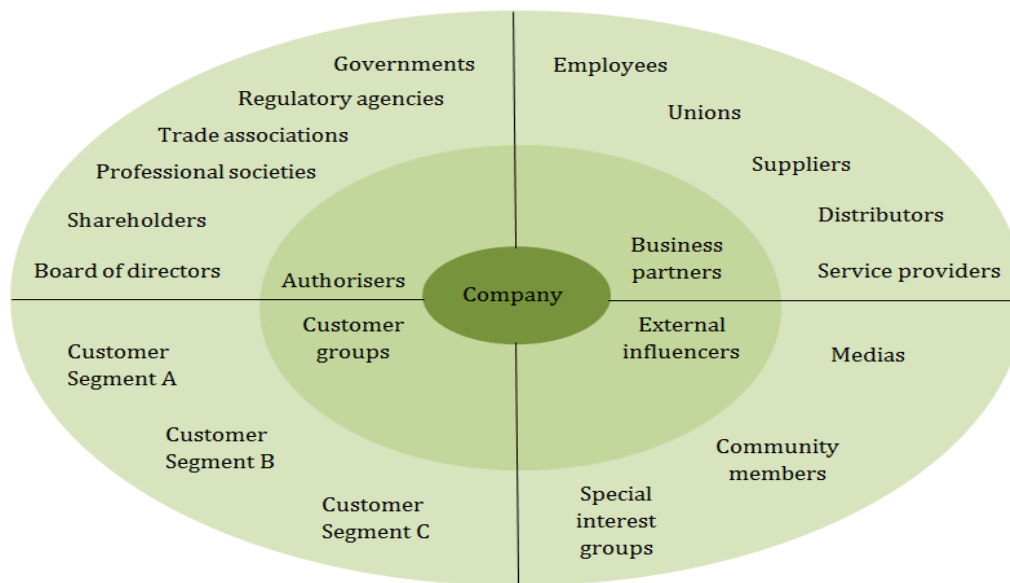 Governments
Regulatory agencies
Trade associations
Professional societies
Shareholders
Board of directors
Authorisers
Employees
Unions
Suppliers
Distributors
Service providers
Business
partners
Company
Customer
groups
Customer
Segment A
Customer
Segment B
Customer
Segment C
External
influencers
Medias
Community
members
Special
interest
groups